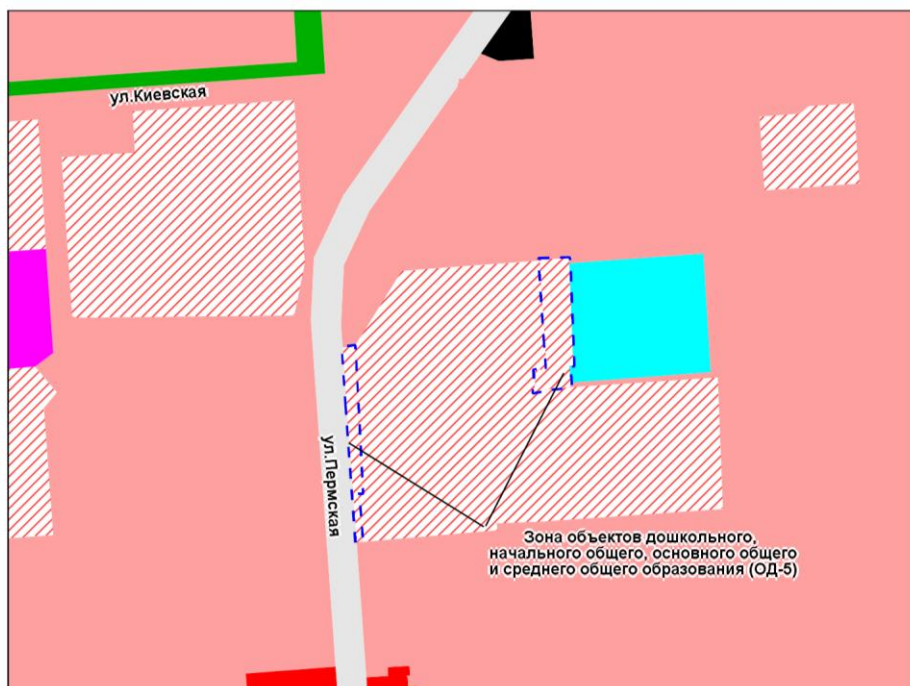 ул.Киевская
ул.Пермская
Зона объектов дошкольного,
начального общего, основного общего
и среднего общего образования (ОД-5)